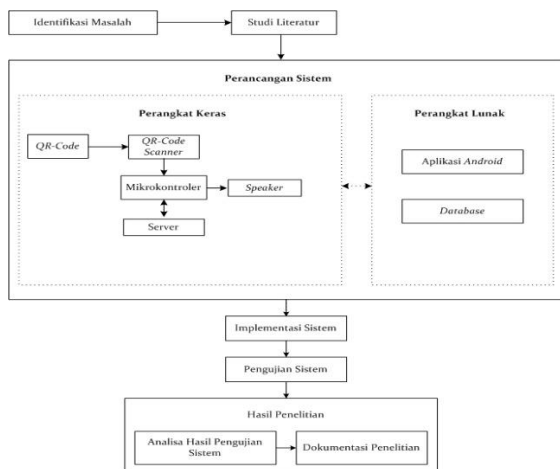 Identifikasi Masalah
Studi Literatur
Perancangan Sistem
Perangkat Keras
QR-Code
QR-Code
Scanner
Mikrokontroler
Speaker
Server
Perangkat Lunak
Aplikasi Android
Database
Implementasi Sistem
Pengujian Sistem
Hasil Penelitian
Analisa Hasil Pengujian
Sistem
Dokumentasi Penelitian